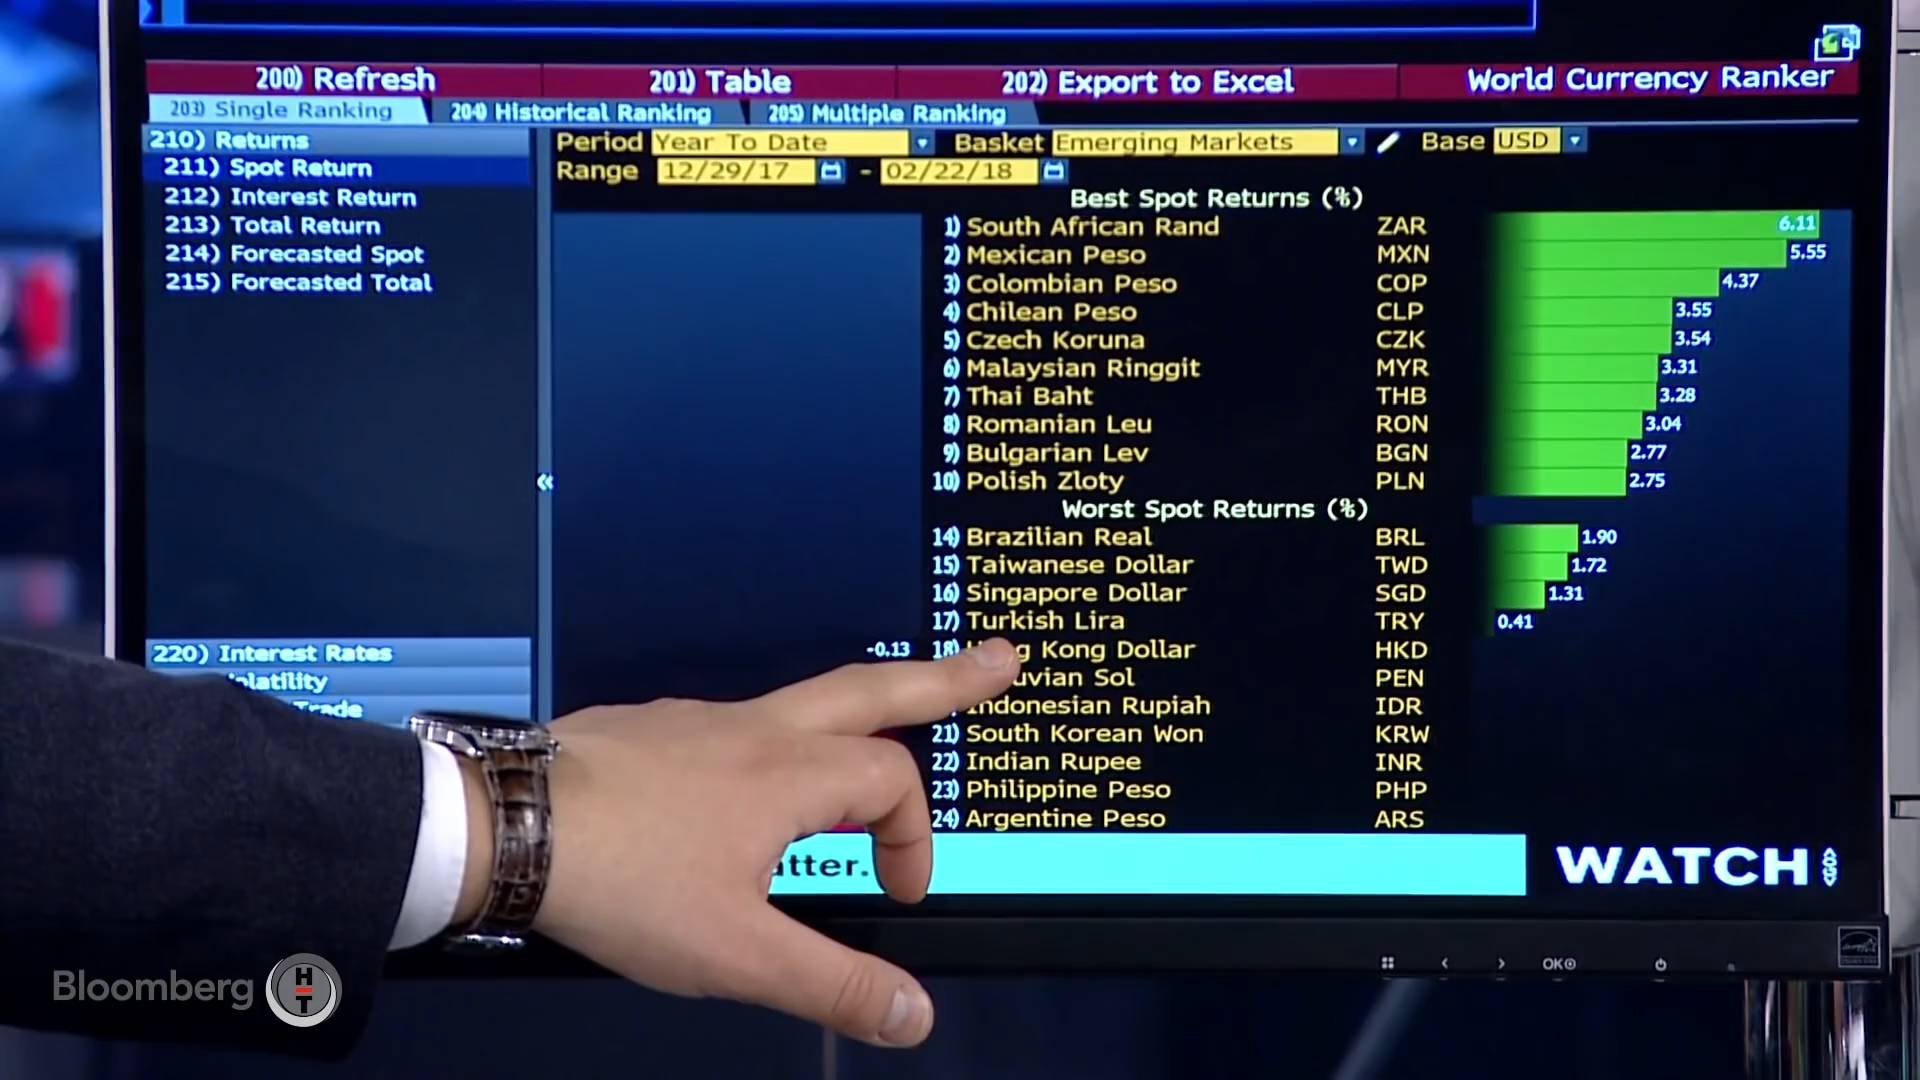 200) Refresh 201) Table 202) Export to Excel World Currency Ranker
203) Single Ranking 204) Historical Ranking 205) Multiple Ranking
210) Returns
211) Spot Return
212) Interest Return
213) Total Return
214) Forecasted Spot
215) Forecasted Total
220) Interest Rates
olatility
Trade
Period Year To Date Basket Emerging Markets Base USD
Range 12/29/17 - 02/22/18
Best Spot Returns (%)
1) South African Rand ZAR 6.11
2) Mexican Peso MXN 5.55
3) Colombian Peso COP 4.37
4) Chilean Peso CLP 3.55
5) Czech Koruna CZK 3.54
6) Malaysian Ringgit MYR 3.31
7) Thai Baht THB 3.28
8) Romanian Leu RON 3.04
9) Bulgarian Lev BGN 2.77
10) Polish Zloty PLN 2.75
Worst Spot Returns (%)
14) Brazilian Real BRL 1.90
15) Taiwanese Dollar TWD 1.72
16) Singapore Dollar SGD 1.31
17) Turkish Lira TRY 0.41
-0.13 18) H g Kong Dollar HKD
uvian Sol PEN
Indonesian Rupiah IDR
21) South Korean Won KRW
22) Indian Rupee INR
23) Philippine Peso PHP
24) Argentine Peso ARS
atter. WATCH
OK
Bloomberg HT